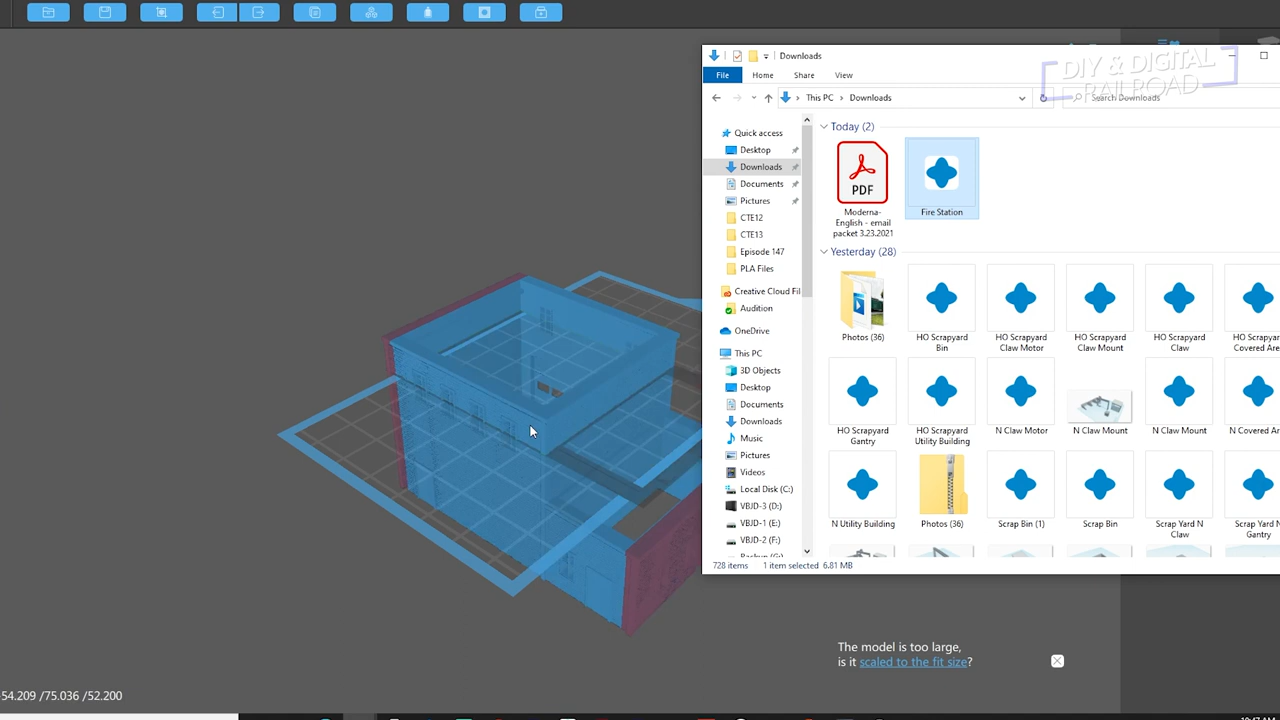 Downloads
DIY & DIGITAL
RAILROAD
File Home Share View
This PC Downloads
Search Downloads
Quick access
Desktop
Downloads
Documents
Pictures
CTE12
CTE13
Episode 147
PLA Files
Creative Cloud Fil
Audition
OneDrive
This PC
3D Objects
Desktop
Documents
Downloads
Music
Pictures
Videos
Local Disk (C:)
VBJD-3 (D:)
VBJD-1 (E:)
VBJD-2 (F:)
Today (2)
PDF
Moderna-
English - email
packet 3.23.2021
Fire Station
Yesterday (28)
Photos (36)
HO Scrapyard
Bin
HO Scrapyard
Claw Motor
HO Scrapyard
Claw Mount
HO Scrapyard
Claw
HO Scrapyard
Covered Are
HO Scrapyard
Gantry
HO Scrapyard
Utility Building
N Claw Motor
N Claw Mount
N Claw Mount
N Covered Ar
N Utility Building
Photos (36)
Scrap Bin (1)
Scrap Bin
Scrap Yard N
Claw
Scrap Yard N
Gantry
728 items 1 item selected 6.81 MB
The model is too large,
is it scaled to the fit size?
54.209 /75.036 /52.200